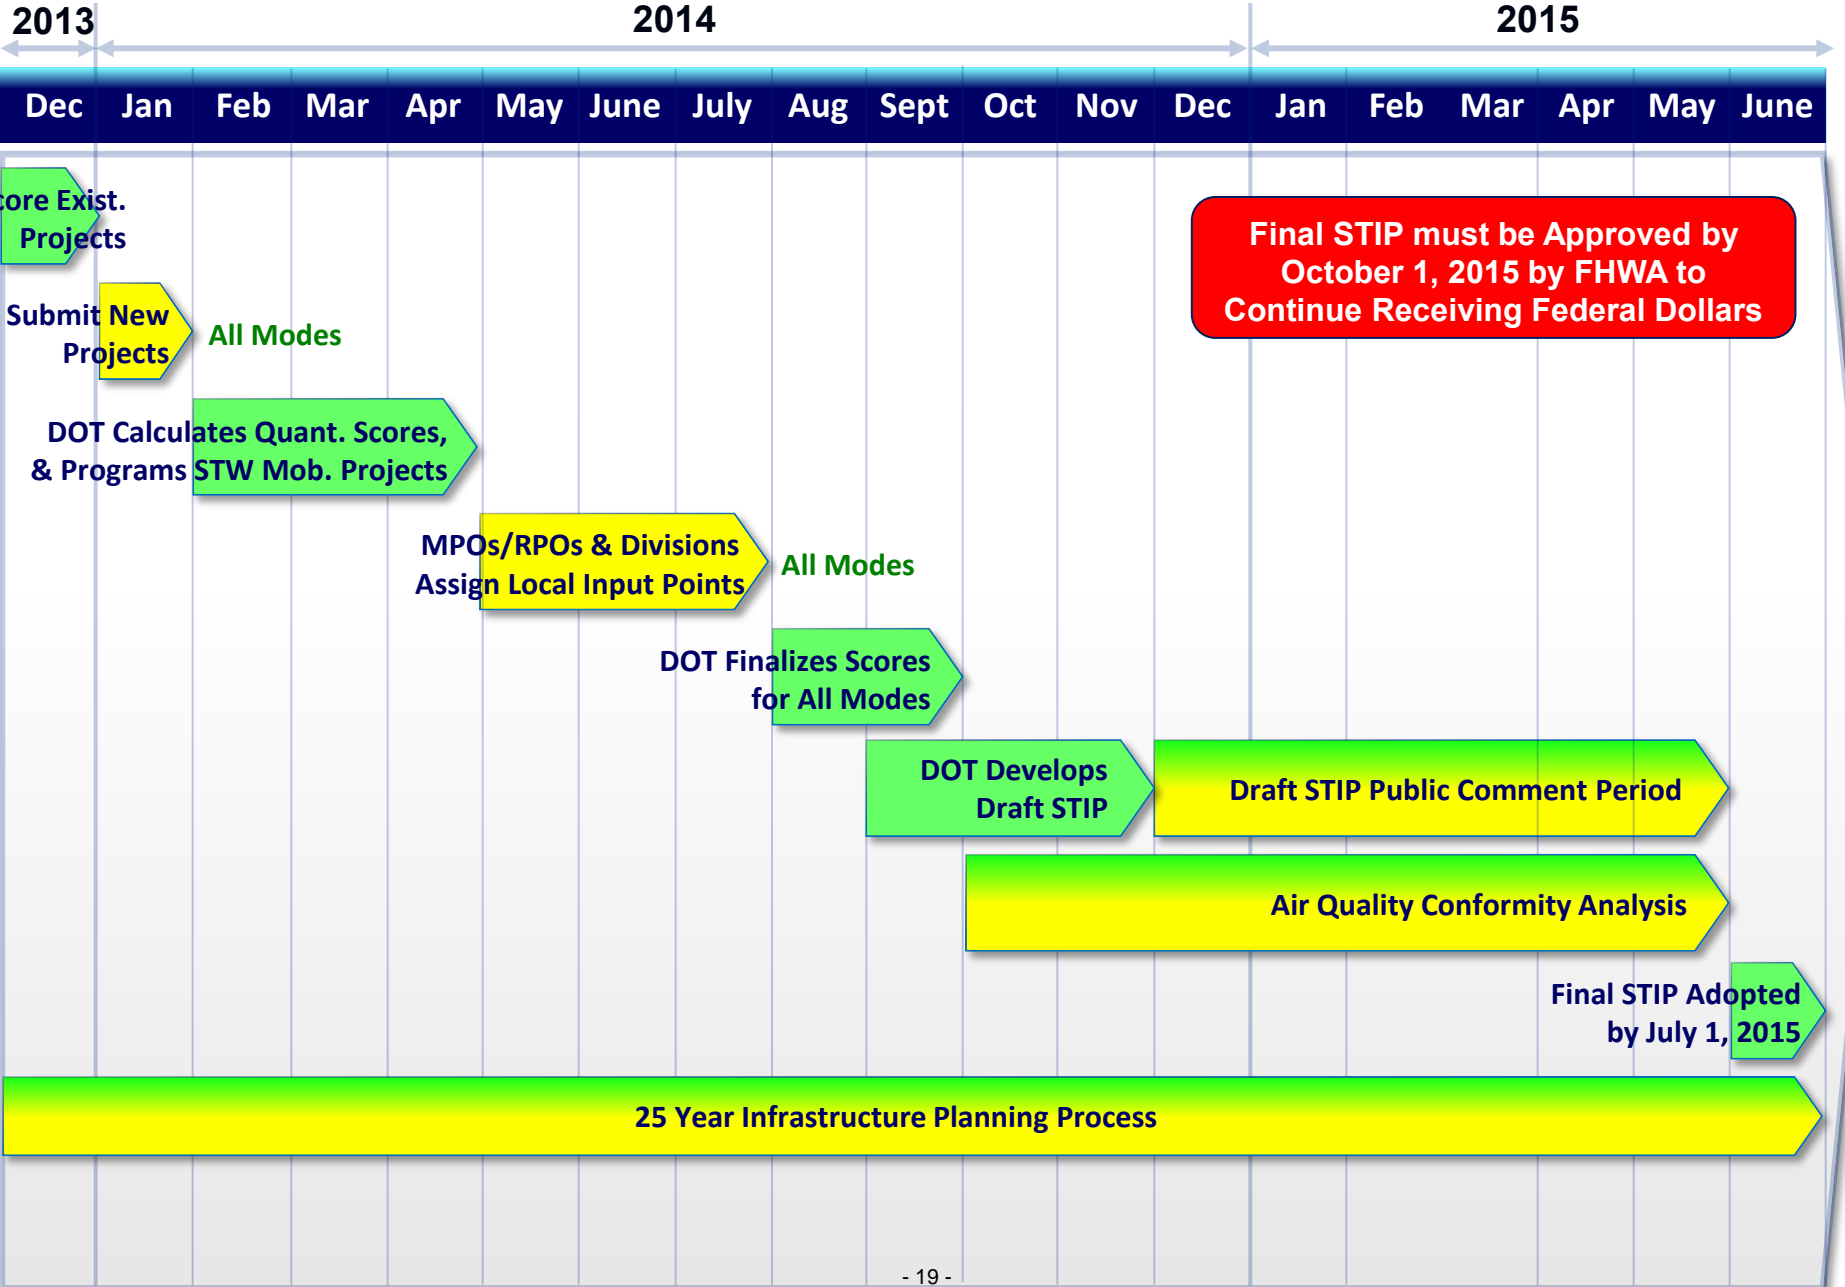 2013 2014 2015
Dec Jan Feb Mar Apr May June July Aug Sept Oct Nov Dec Jan Feb Mar Apr May June
Exist.
Projects
Final STIP must be Approved by
October 1, 2015 by FHWA to
Continue Receiving Federal Dollars
Submit New
Projects
All Modes
DOT Calculates Quant. Scores,
& Programs STW Mob. Projects
MPOs/RPOs & Divisions
Assign Local Input Points
All Modes
DOT Finalizes Scores
for All Modes
DOT Develops
Draft STIP
Draft STIP Public Comment Period
Air Quality Conformity Analysis
Final STIP Adopted
by July 1, 2015
25 Year Infrastructure Planning Process
- 19 -